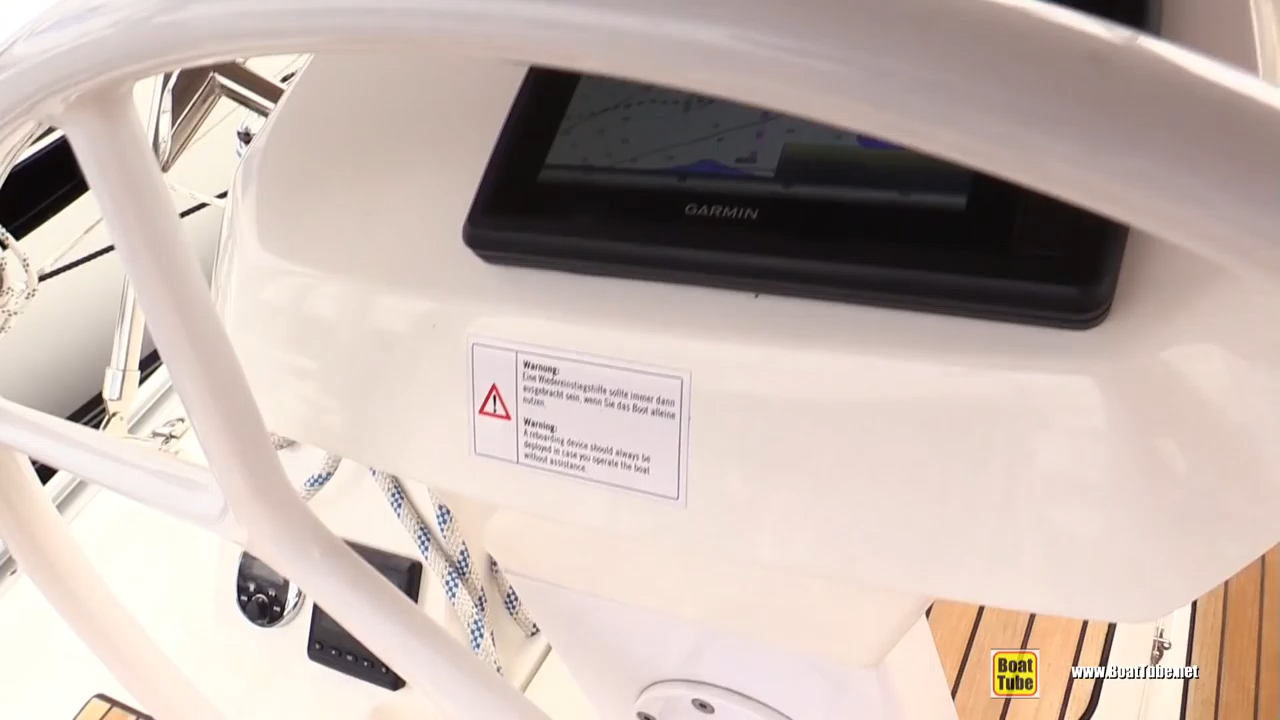 GARMIN
Warnung:
Eine Wiedereinstiegshilfe sollte immer dann
ausgebracht sein, wenn Sie das Boot alleine
nutzen.
Warning:
A reboarding device should always be
deployed in case you operate the boat
without assistance.
Boat
Tube
www.BoatTube.net